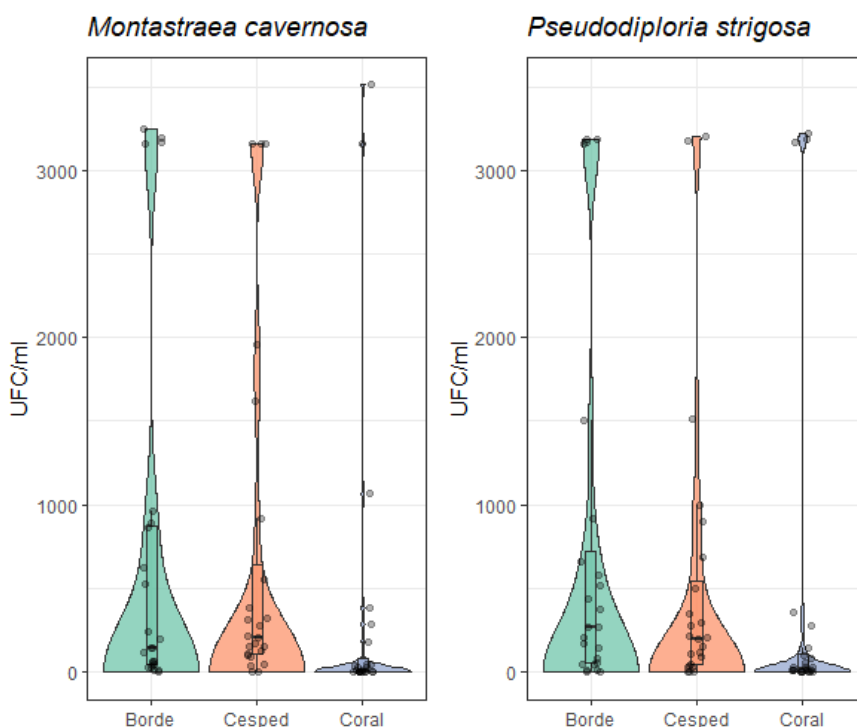 Montastraea cavernosa
Pseudodiploria strigosa
UFC/ml
3000
2000
1000
0
Borde
Cesped
Coral
UFC/ml
3000
2000
1000
0
Borde
Cesped
Coral